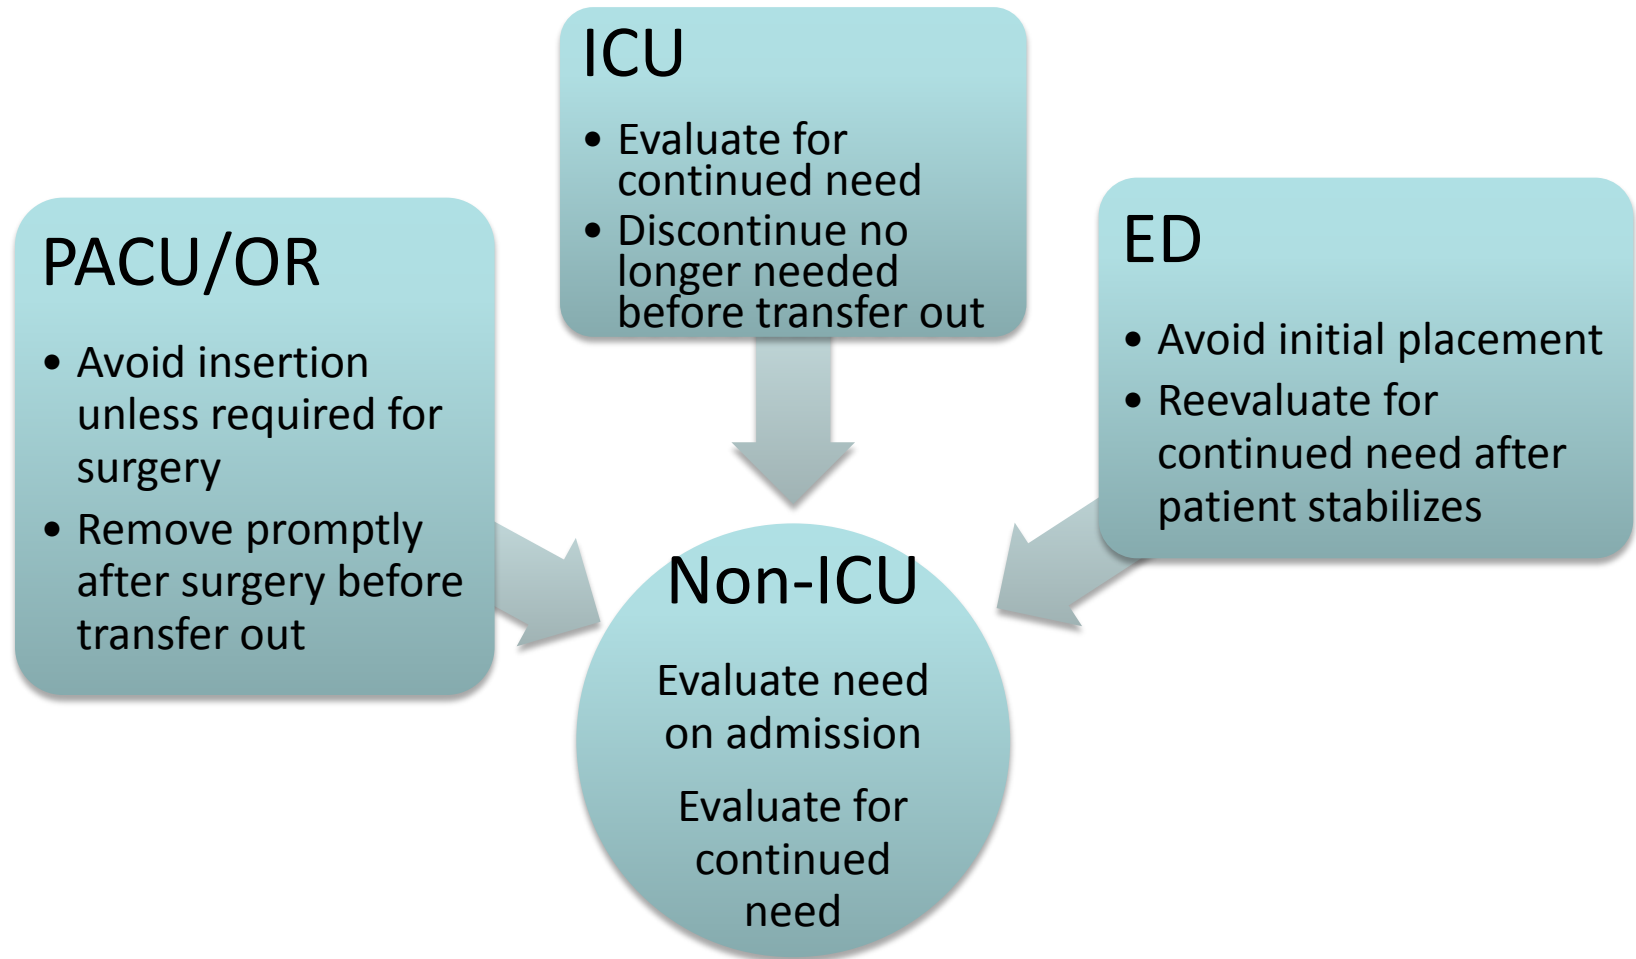 ICU
• Evaluate for
continued need
• Discontinue no
longer needed
before transfer out
PACU/OR
• Avoid insertion
unless required for
surgery
• Remove promptly
after surgery before
transfer out
ED
• Avoid initial placement
• Reevaluate for
continued need after
patient stabilizes
Non-ICU
Evaluate need
on admission
Evaluate for
continued
need